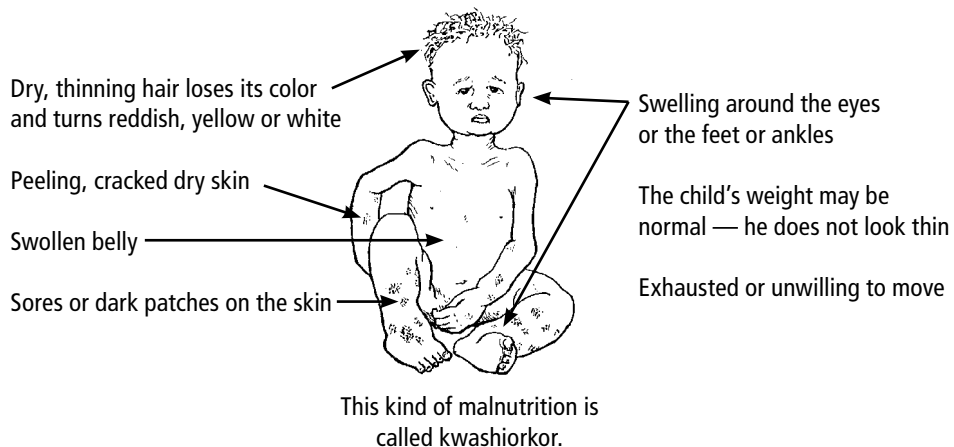 Dry, thinning hair loses its color
and turns reddish, yellow or white
Peeling, cracked dry skin
Swollen belly
Sores or dark patches on the skin
Swelling around the eyes
or the feet or ankles
The child’s weight may be
normal — he does not look thin
Exhausted or unwilling to move
This kind of malnutrition is
called kwashiorkor.